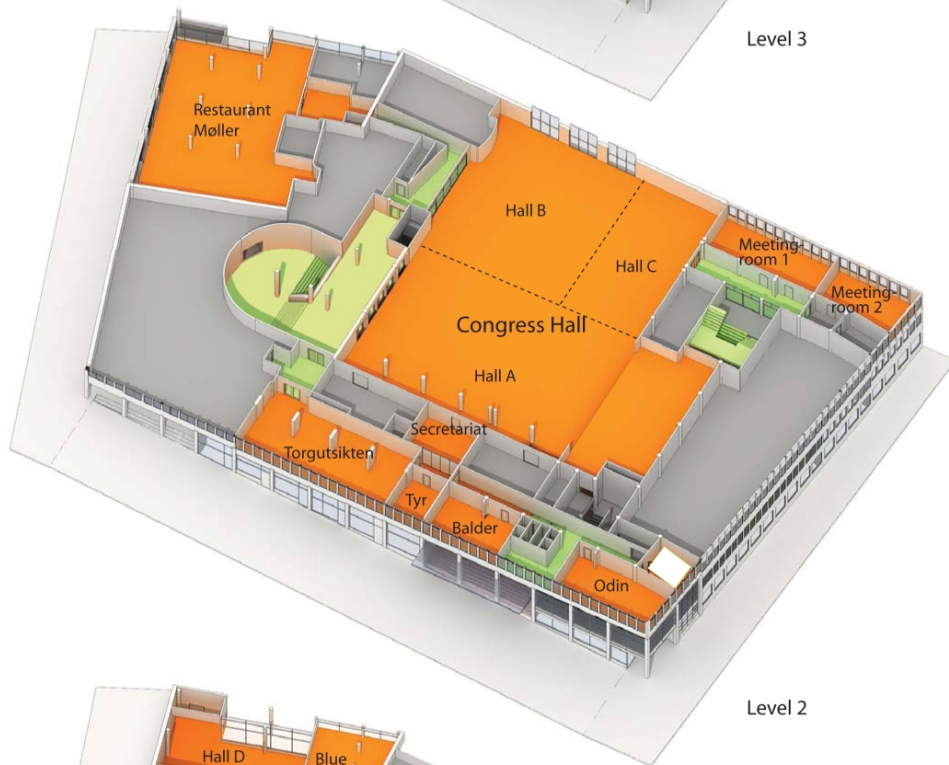 Level 3
Restaurant
Møller
Hall B
Hall C
Meeting-
room 1
Meeting-
room 2
Congress Hall
Hall A
Secretariat
Torgutsikten
Tyr
Balder
Odin
Level 2
Hall D
Blue